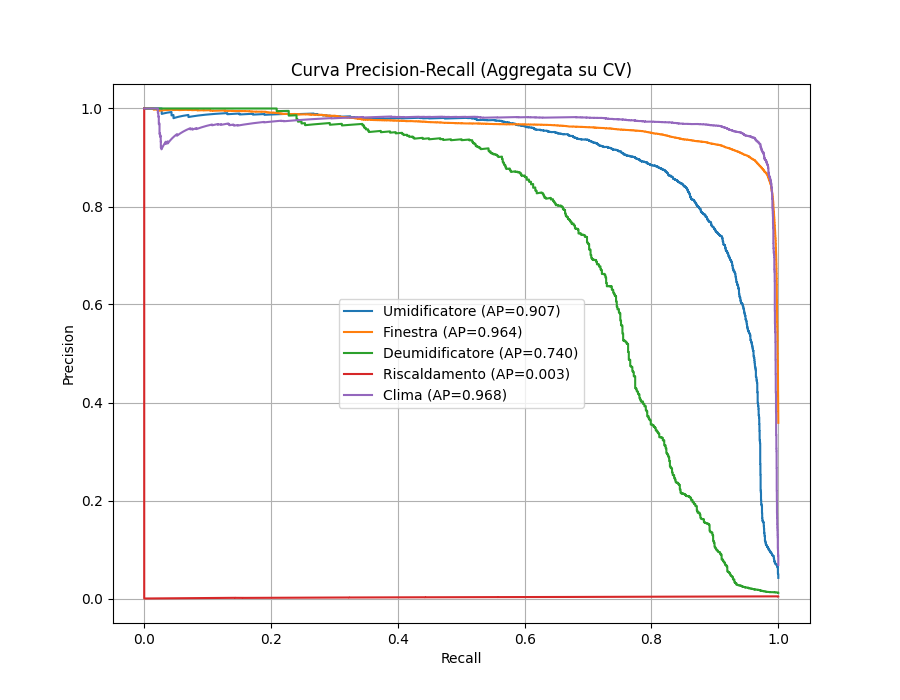 Curva Precision-Recall (Aggregata su CV)
1.0
0.8
0.6
0.4
0.2
0.0
Precision
Umidificatore (AP=0.907)
Finestra (AP=0.964)
Deumidificatore (AP=0.740)
Riscaldamento (AP=0.003)
Clima (AP=0.968)
0.0 0.2 0.4 0.6 0.8 1.0
Recall